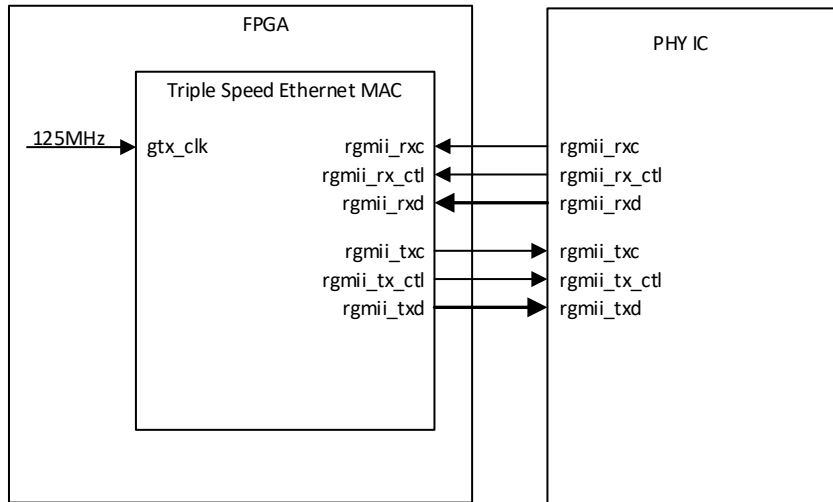 FPGA
PHY IC
Triple Speed Ethernet MAC
125MHz
gtx_clk
rgmii_rxc
rgmii_rx_ctl
rgmii_rxd
rgmii_txc
rgmii_tx_ctl
rgmii_txd
rgmii_rxc
rgmii_rx_ctl
rgmii_rxd
rgmii_txc
rgmii_tx_ctl
rgmii_txd